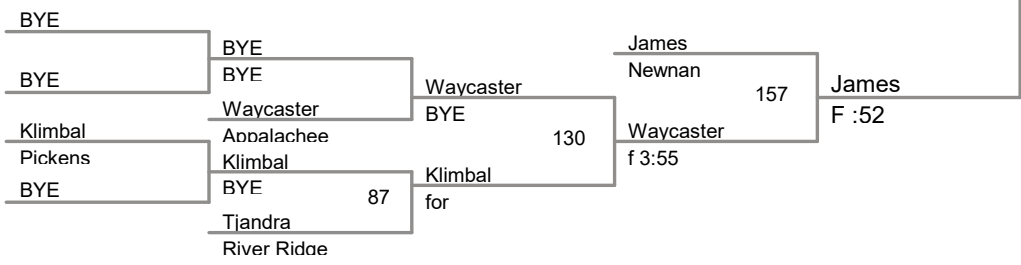 BYE
BYE
BYE
BYE
Waycaster
Appalachee
Klimbal
Pickens
BYE
Klimbal
BYE
87
Tjandra
River Ridge
Waycaster
BYE
130
Klimbal
for
James
Newnan
157
Waycaster
f 3:55
James
F :52